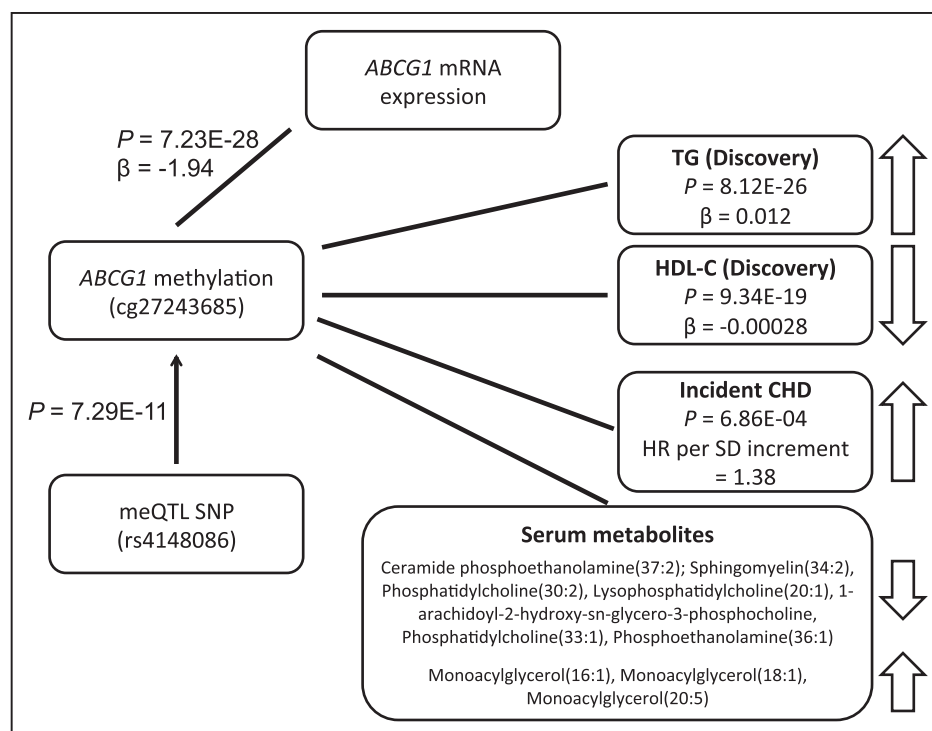 ABCG1 mRNA
expression
P = 7.23E-28
β = -1.94
TG (Discovery)
P = 8.12E-26
β = 0.012
ABCG1 methylation
(cg27243685)
HDL-C (Discovery)
P = 9.34E-19
β = -0.00028
P = 7.29E-11
Incident CHD
P = 6.86E-04
HR per SD increment
= 1.38
meQTL SNP
(rs4148086)
Serum metabolites
Ceramide phosphoethanolamine(37:2); Sphingomyelin(34:2),
Phosphatidylcholine(30:2), Lysophosphatidylcholine(20:1), 1-
arachidoyl-2-hydroxy-sn-glycero-3-phosphocholine,
Phosphatidylcholine(33:1), Phosphoethanolamine(36:1)
Monoacylglycerol(16:1), Monoacylglycerol(18:1),
Monoacylglycerol(20:5)